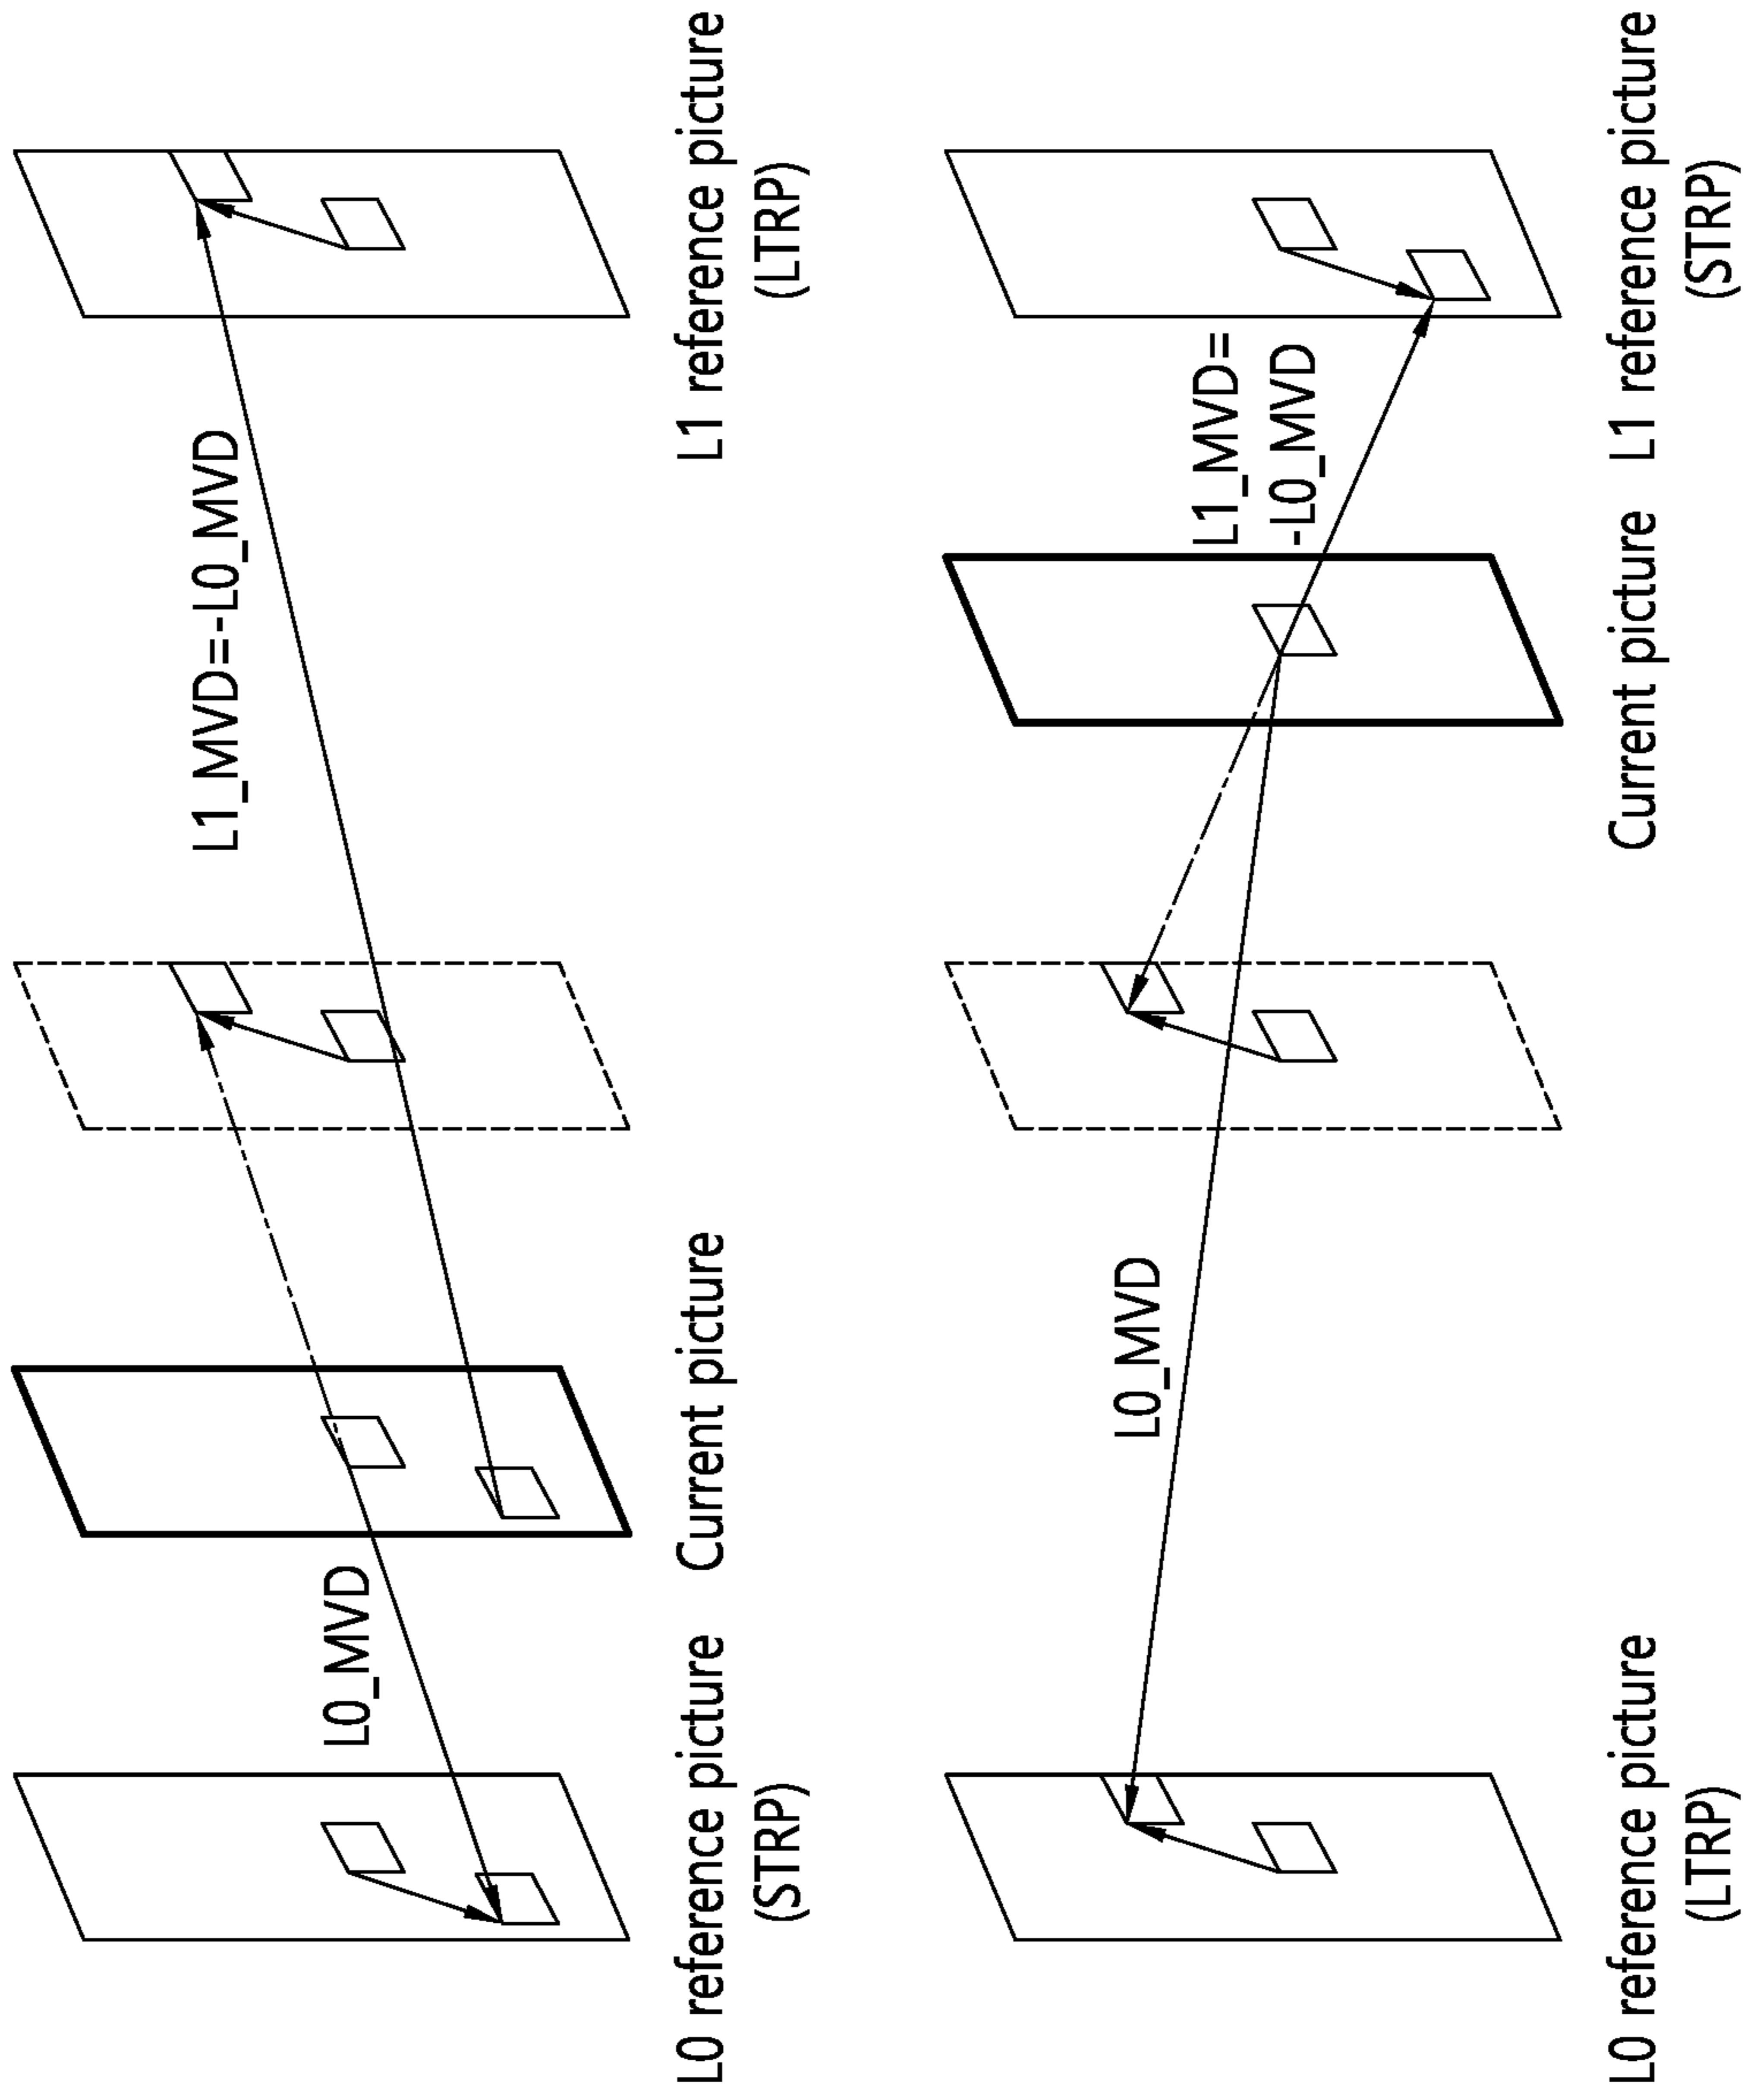 L0_MVD
L1_MVD=-L0_MVD
L0 reference picture
(STRP)
Current picture
L1 reference picture
(LTRP)
L0_MVD
L1_MVD=
-L0_MVD
L0 reference picture
(LTRP)
Current picture
L1 reference picture
(STRP)